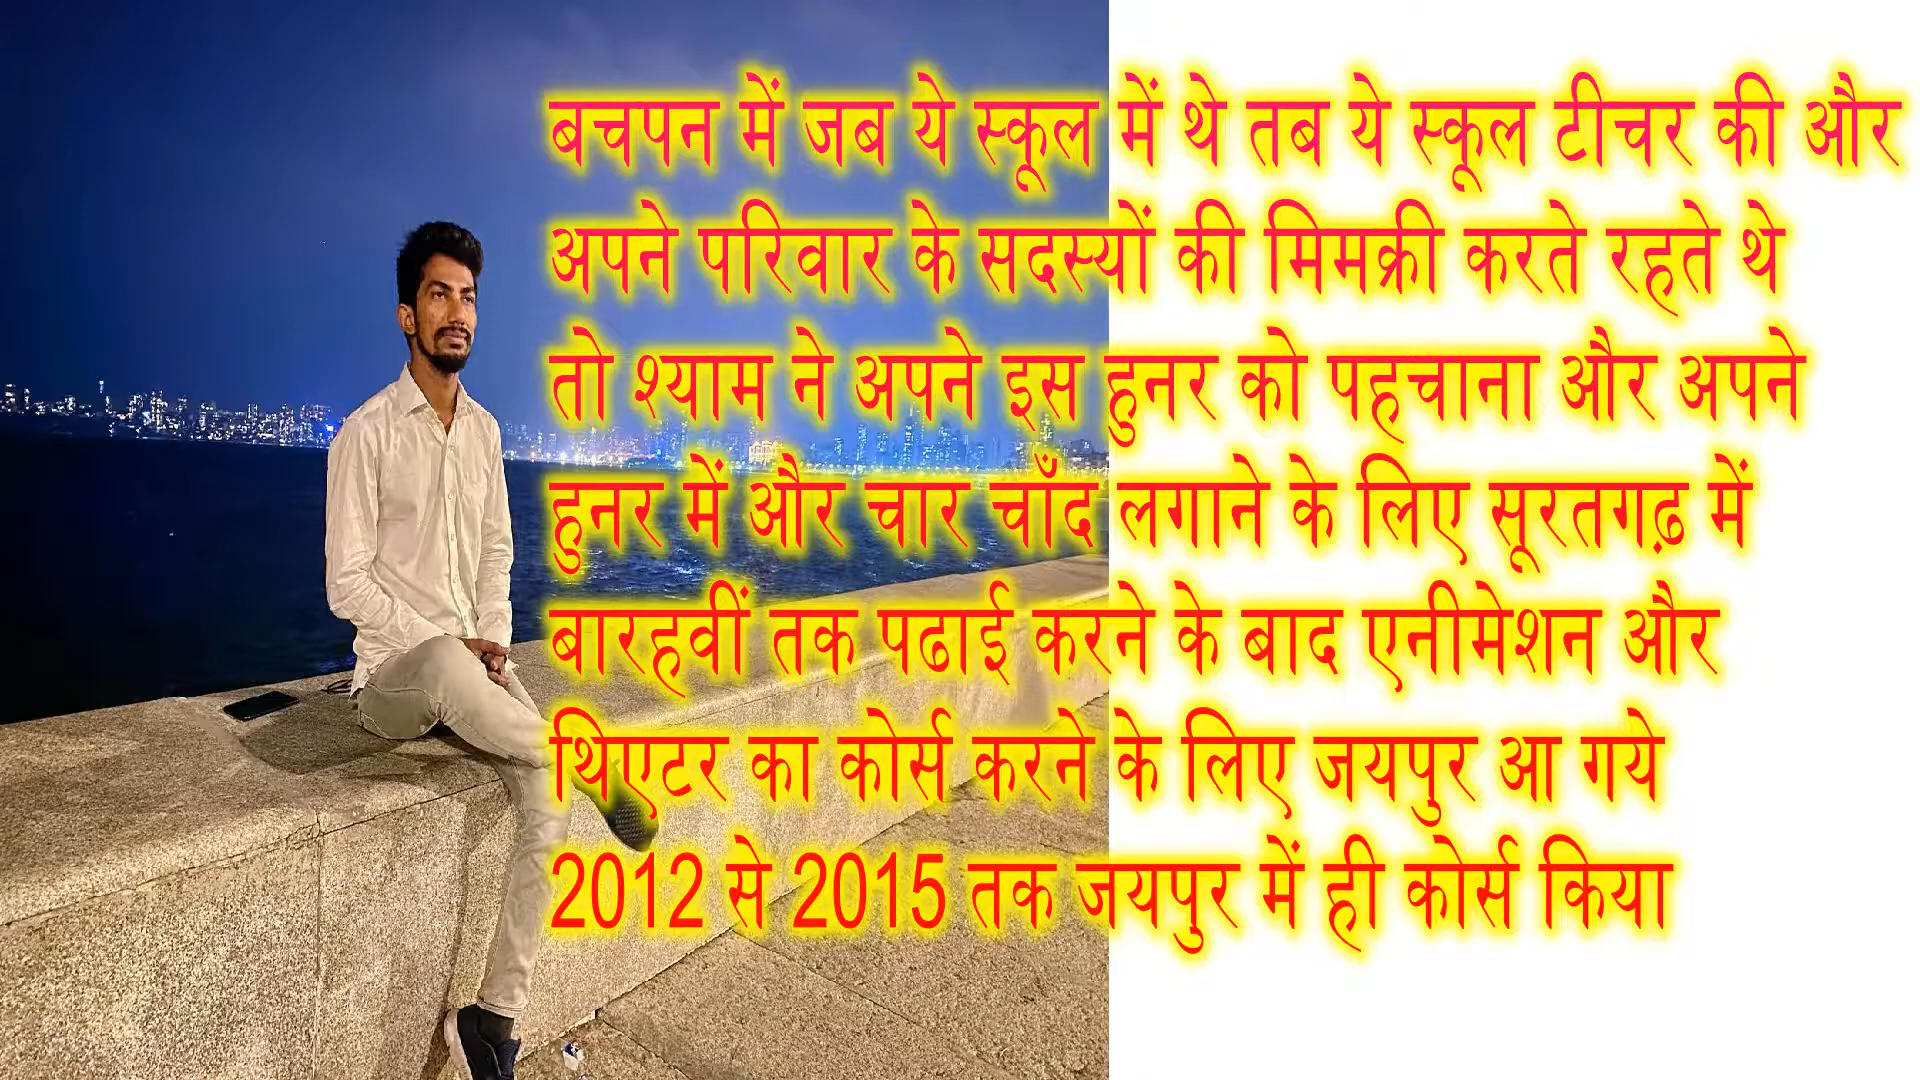 बचपन में जब ये स्कूल में थे तब ये स्कूल टीचर की और
अपने परिवार के सदस्यों की मिमक्री करते रहते थे
तो श्याम ने अपने इस हुनर को पहचाना और अपने
हुनर में और चार चाँद लगाने के लिए सूरतगढ़ में
बारहवीं तक पढाई करने के बाद एनीमेशन और
थिएटर का कोर्स करने के लिए जयपुर आ गये
2012 से 2015 तक जयपुर में ही कोर्स किया